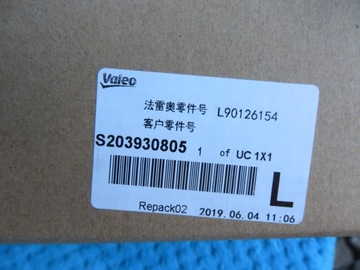 Valeo
法雷奥零件号 L90126154
客户零件号
S203930805 1 of UC 1X1
L
Repack02 2019.06.04 11:06